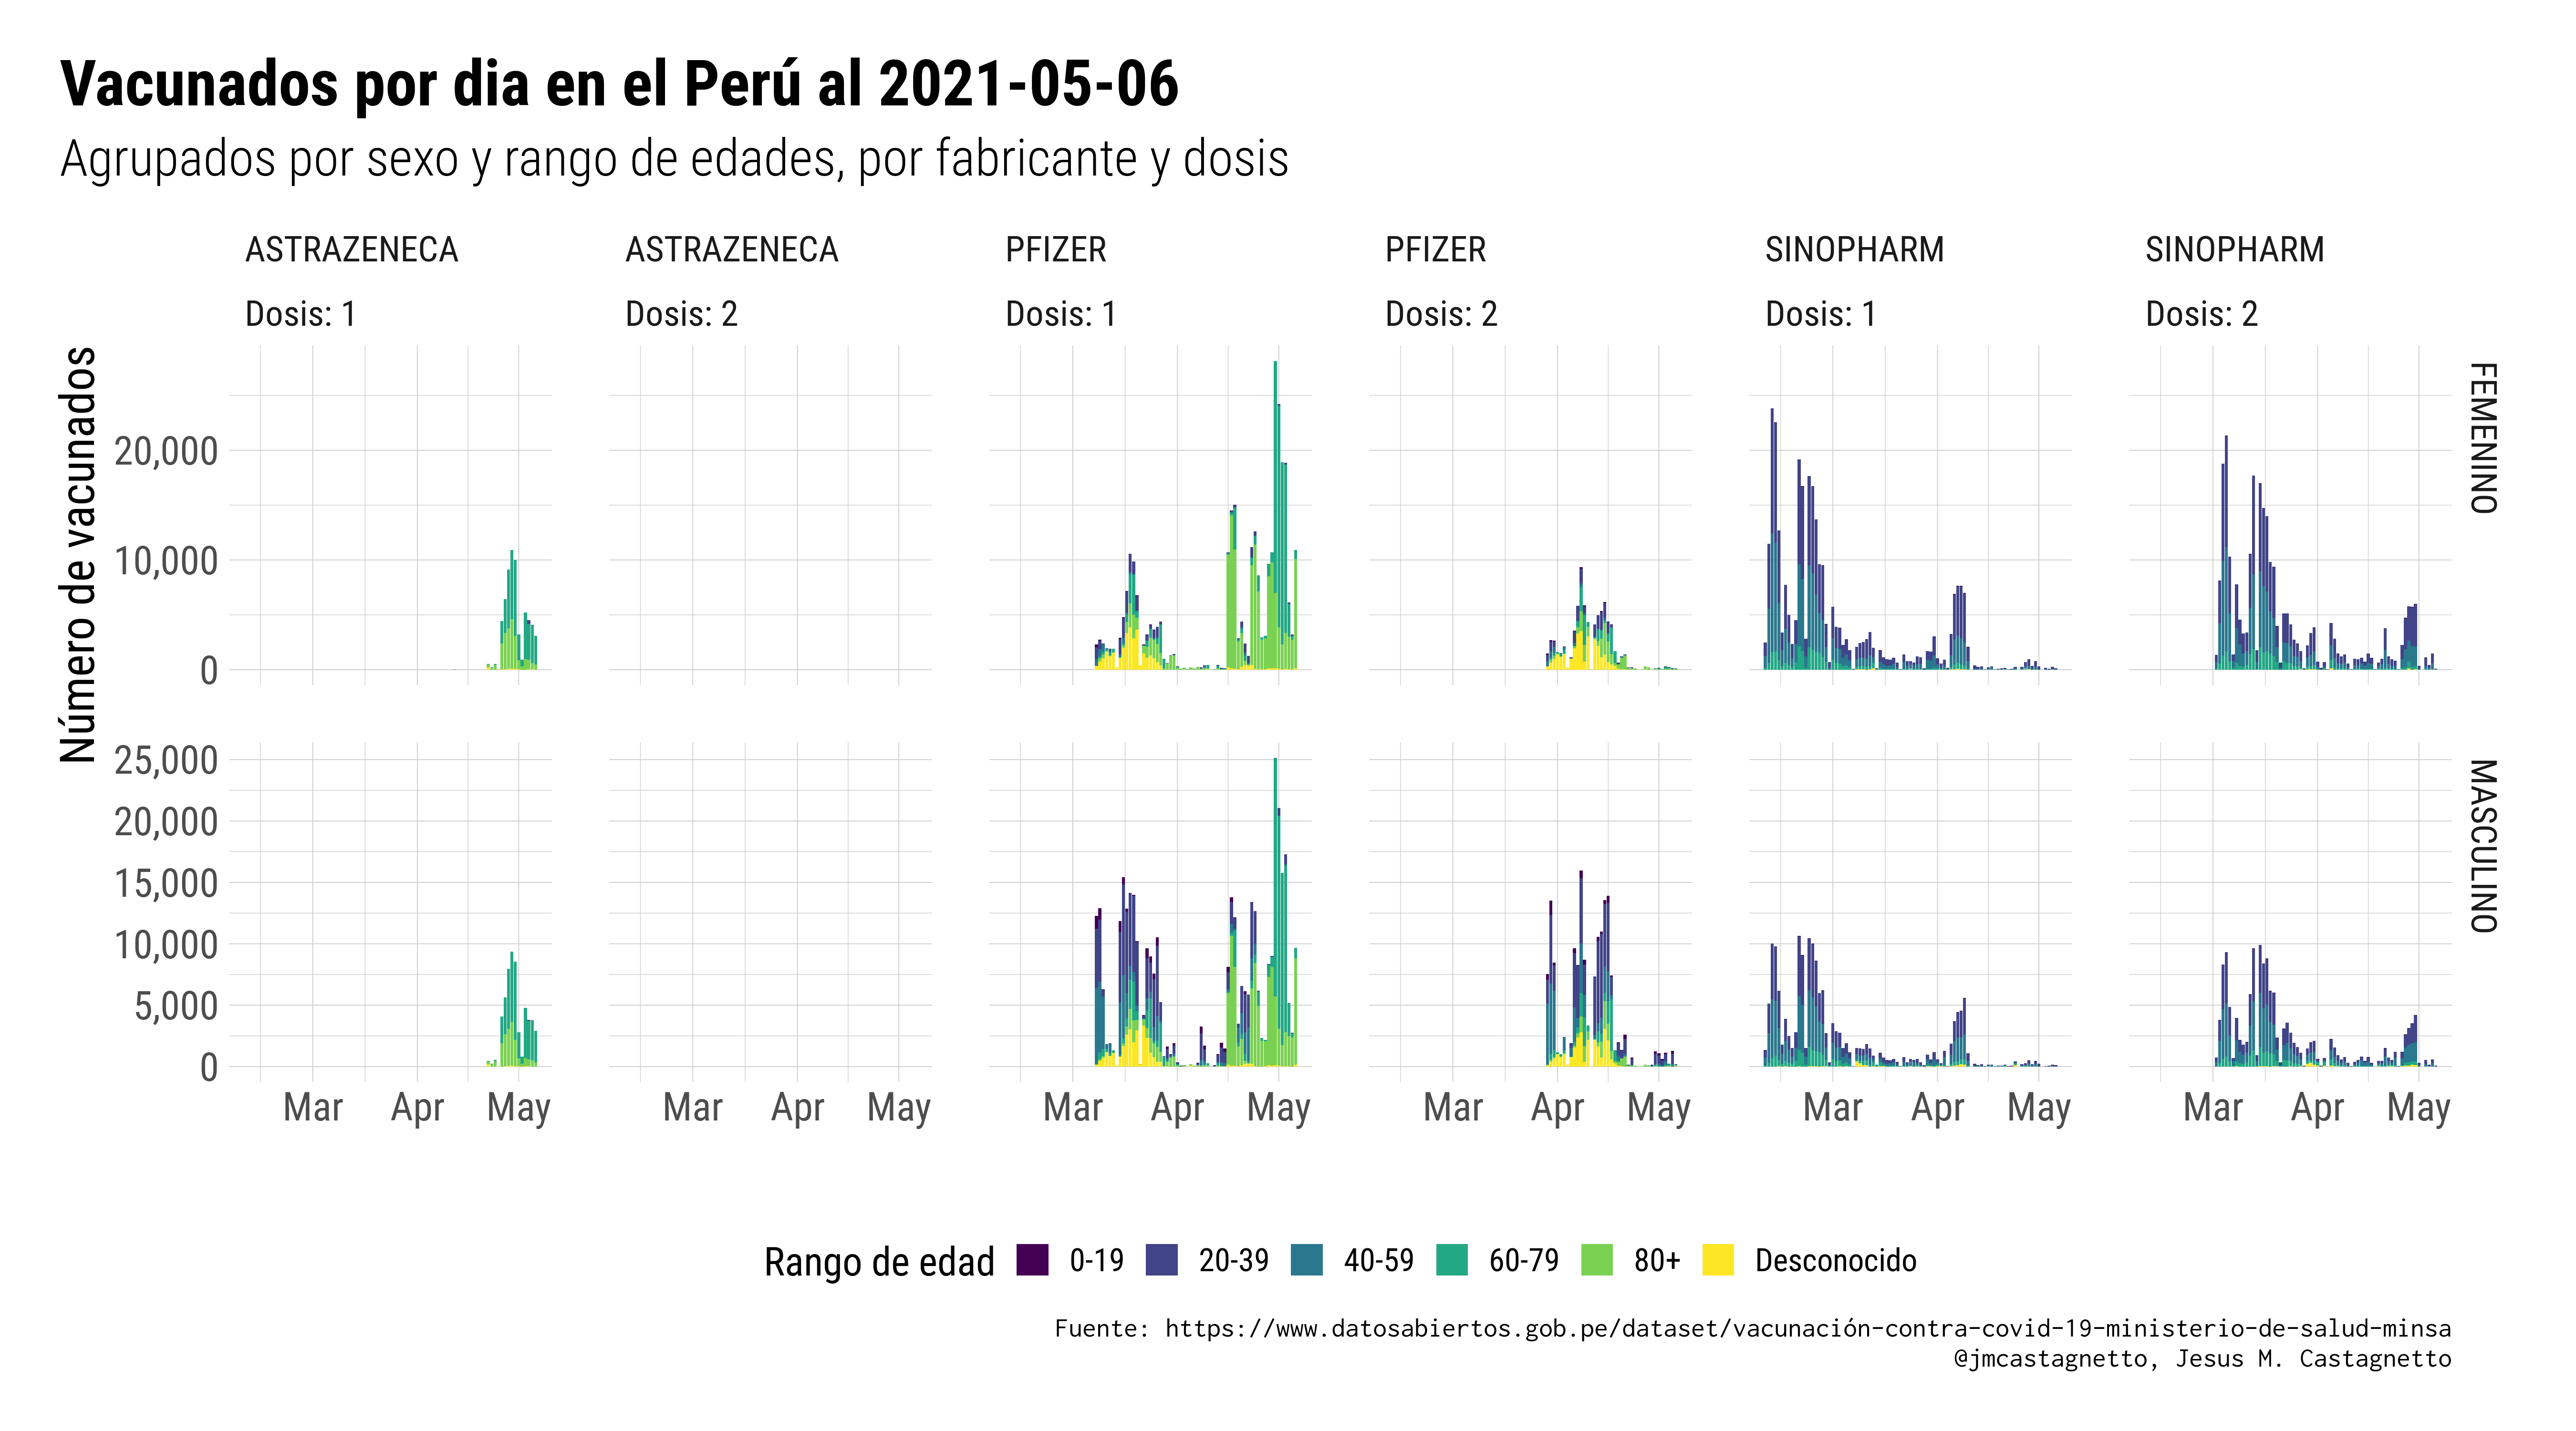 Vacunados por dia en el Perú al 2021-05-06
Agrupados por sexo y rango de edades, por fabricante y dosis
ASTRAZENECA ASTRAZENECA PFIZER PFIZER SINOPHARM SINOPHARM
Dosis: 1 Dosis: 2 Dosis: 1 Dosis: 2 Dosis: 1 Dosis: 2
Número de vacunados
20,000
10,000
0
FEMENINO
25,000
20,000
15,000
10,000
5,000
0
MASCULINO
Mar Apr May Mar Apr May Mar Apr May Mar Apr May Mar Apr May Mar Apr May
Rango de edad 0-19 20-39 40-59 60-79 80+ Desconocido
Fuente: https://www.datosabiertos.gob.pe/dataset/vacunación-contra-covid-19-ministerio-de-salud-minsa
@jmcastagnetto, Jesus M. Castagnetto